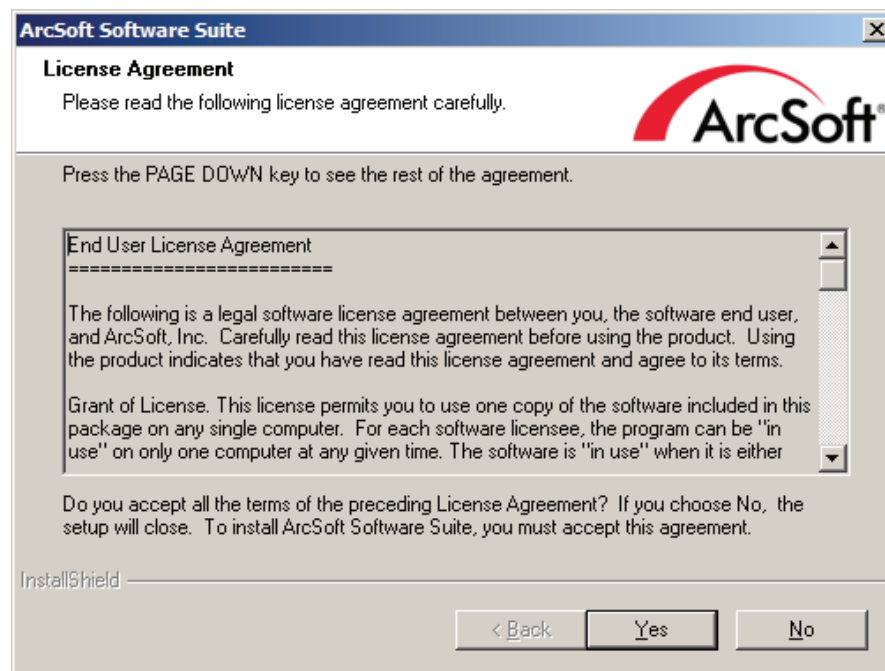 ArcSoft Software Suite
License Agreement
Please read the following license agreement carefully.
ArcSoft®
Press the PAGE DOWN key to see the rest of the agreement.
End User License Agreement
=========================
The following is a legal software license agreement between you, the software end user,
and ArcSoft, Inc.  Carefully read this license agreement before using the product.  Using
the product indicates that you have read this license agreement and agree to its terms.
Grant of License. This license permits you to use one copy of the software included in this
package on any single computer.  For each software licensee, the program can be "in
use" on only one computer at any given time. The software is "in use" when it is either
Do you accept all the terms of the preceding License Agreement?  If you choose No,  the
setup will close.  To install ArcSoft Software Suite, you must accept this agreement.
InstallShield
< Back
Yes
No